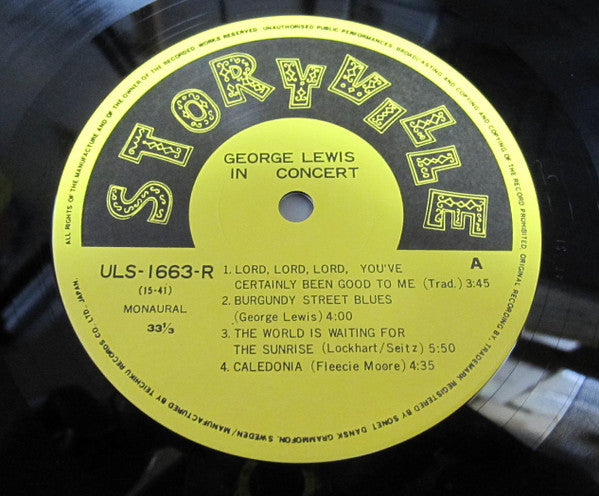 ALL RIGHTS OF THE MANUFACTURE AND OF THE OWNER OF THE RECORDED WORKS RESERVED. UNAUTHORISED PUBLIC PERFORMANCES, BROADCASTING AND COPYING OF THE RECORD PROHIBITED. ORIGINAL RECORDING BY: TRADEMARK REGISTERED BY SONET DANSK GRAMMOFON. SWEDEN/MANUFACTURED BY TEICHIKU RECORDS CO., LTD. JAPAN.
STORYVILLE
GEORGE LEWIS
IN CONCERT
ULS-1663-R
(15-41)
MONAURAL
33⅓
A
1. LORD, LORD, LORD, YOU'VE
CERTAINLY BEEN GOOD TO ME (Trad.) 3:45
2. BURGUNDY STREET BLUES
(George Lewis) 4:00
3. THE WORLD IS WAITING FOR
THE SUNRISE (Lockhart/Seitz) 5:50
4. CALEDONIA (Fleecie Moore) 4:35